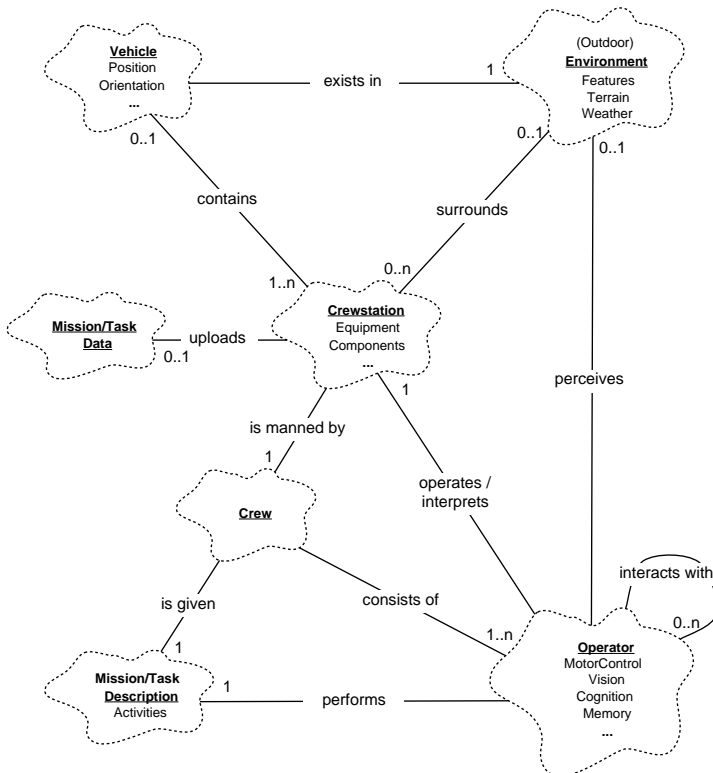 Vehicle
Position
Orientation
...
0..1
exists in
1
(Outdoor)
Environment
Features
Terrain
Weather
0..1
0..1
contains
surrounds
1..n
0..n
Crewstation
Equipment
Components
...
Mission/Task
Data
uploads
0..1
1
perceives
is manned by
1
operates /
interprets
Crew
is given
1
consists of
1..n
interacts with
0..n
Mission/Task
Description
Activities
1
performs
Operator
MotorControl
Vision
Cognition
Memory
...